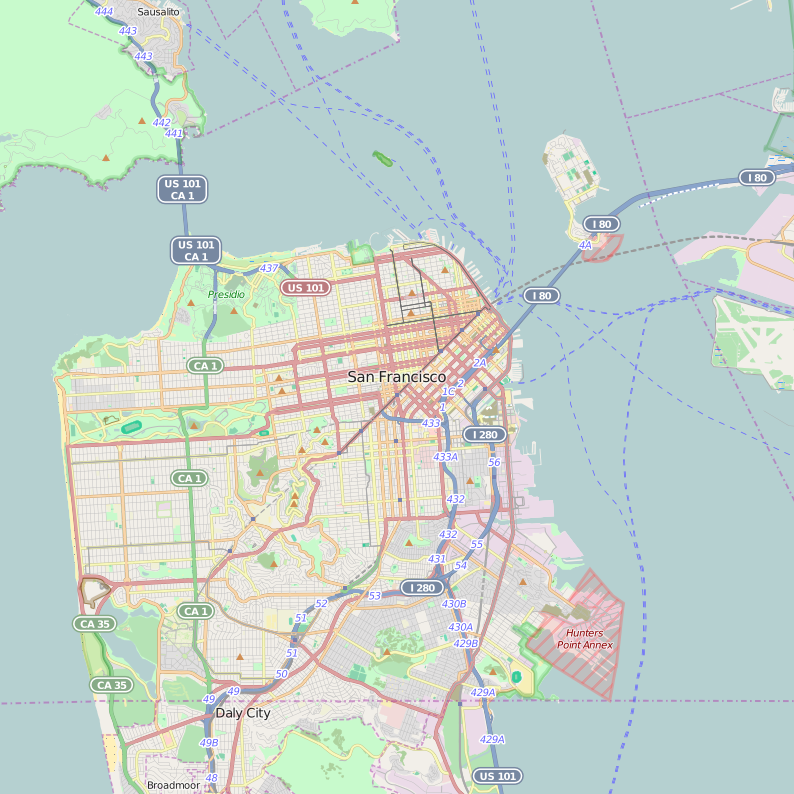 444
Sausalito
443
443
442
441
US 101
CA 1
I 80
I 80
4A
US 101
CA 1
437
Presidio
US 101
I 80
CA 1
2A
San Francisco
2
1C
1
433
I 280
433A
56
CA 1
432
432
55
431
54
I 280
53
52
430B
CA 1
51
CA 35
430A
Hunters
Point Annex
429B
51
50
CA 35
49
49
429A
Daly City
429A
49B
48
US 101
Broadmoor